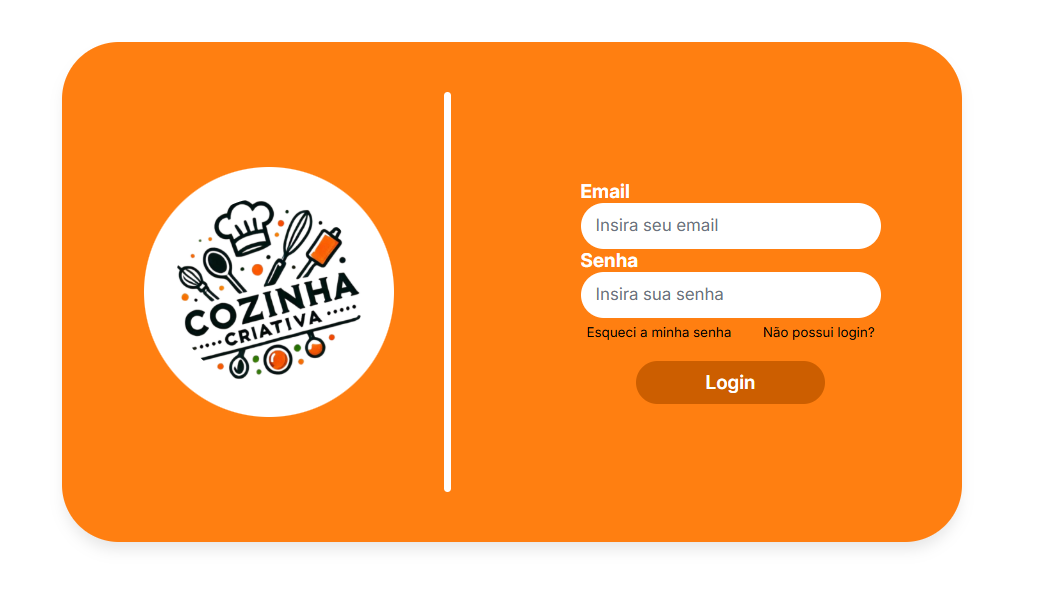 COZINHA
CRIATIVA
Email
Insira seu email
Senha
Insira sua senha
Esqueci a minha senha
Não possui login?
Login